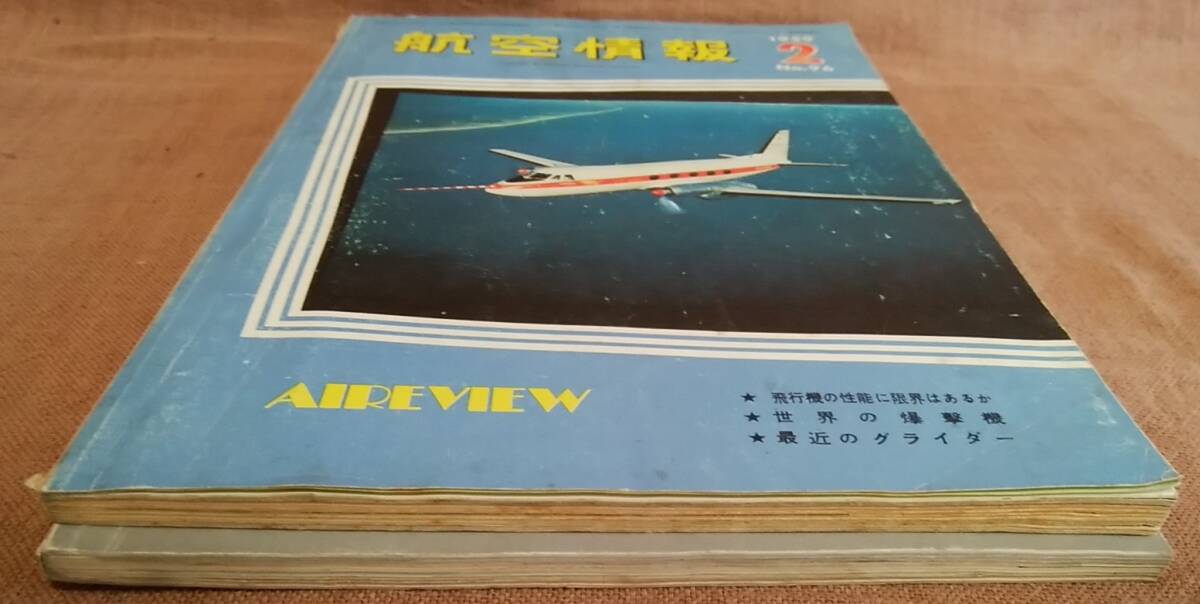 航空情報
1959
2
No.96
AIREVIEW
★ 飛行機の性能に限界はあるか
★ 世界の爆撃機
★ 最近のグライダー